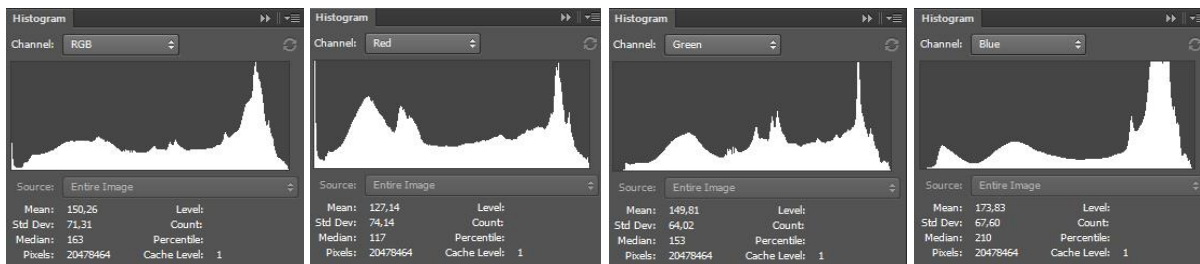 Histogram
Channel: RGB
Source: Entire Image
Mean: 150,26 Level:
Std Dev: 71,31 Count:
Median: 163 Percentile:
Pixels: 20478464 Cache Level: 1
Histogram
Channel: Red
Source: Entire Image
Mean: 127,14 Level:
Std Dev: 74,14 Count:
Median: 117 Percentile:
Pixels: 20478464 Cache Level: 1
Histogram
Channel: Green
Source: Entire Image
Mean: 149,81 Level:
Std Dev: 64,02 Count:
Median: 153 Percentile:
Pixels: 20478464 Cache Level: 1
Histogram
Channel: Blue
Source: Entire Image
Mean: 173,83 Level:
Std Dev: 67,60 Count:
Median: 210 Percentile:
Pixels: 20478464 Cache Level: 1